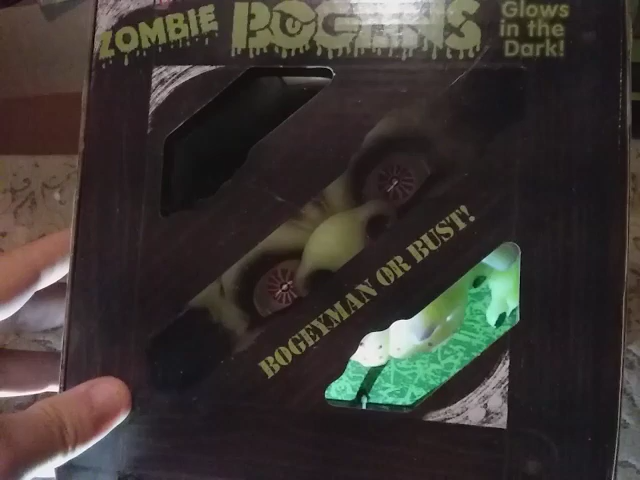 ZOMBIE BOGENS
Glows
in the
Dark!
BOGEYMAN OR BUST!